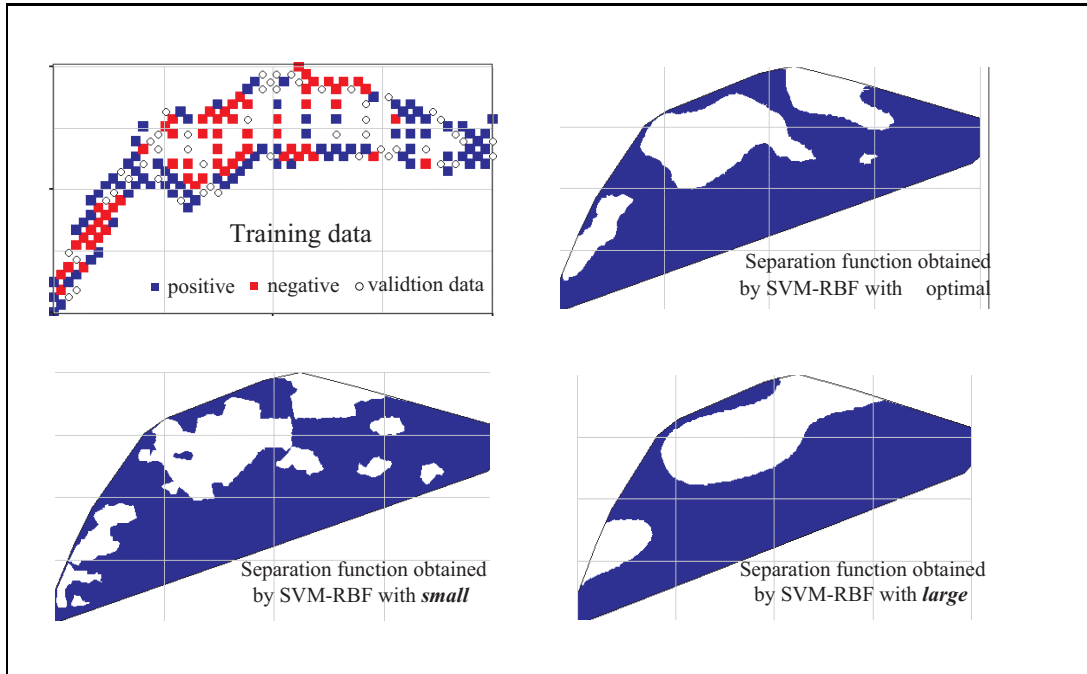 Training data
positive negative validtion data
Separation function obtained
by SVM-RBF with optimal
Separation function obtained
by SVM-RBF with small
Separation function obtained
by SVM-RBF with large